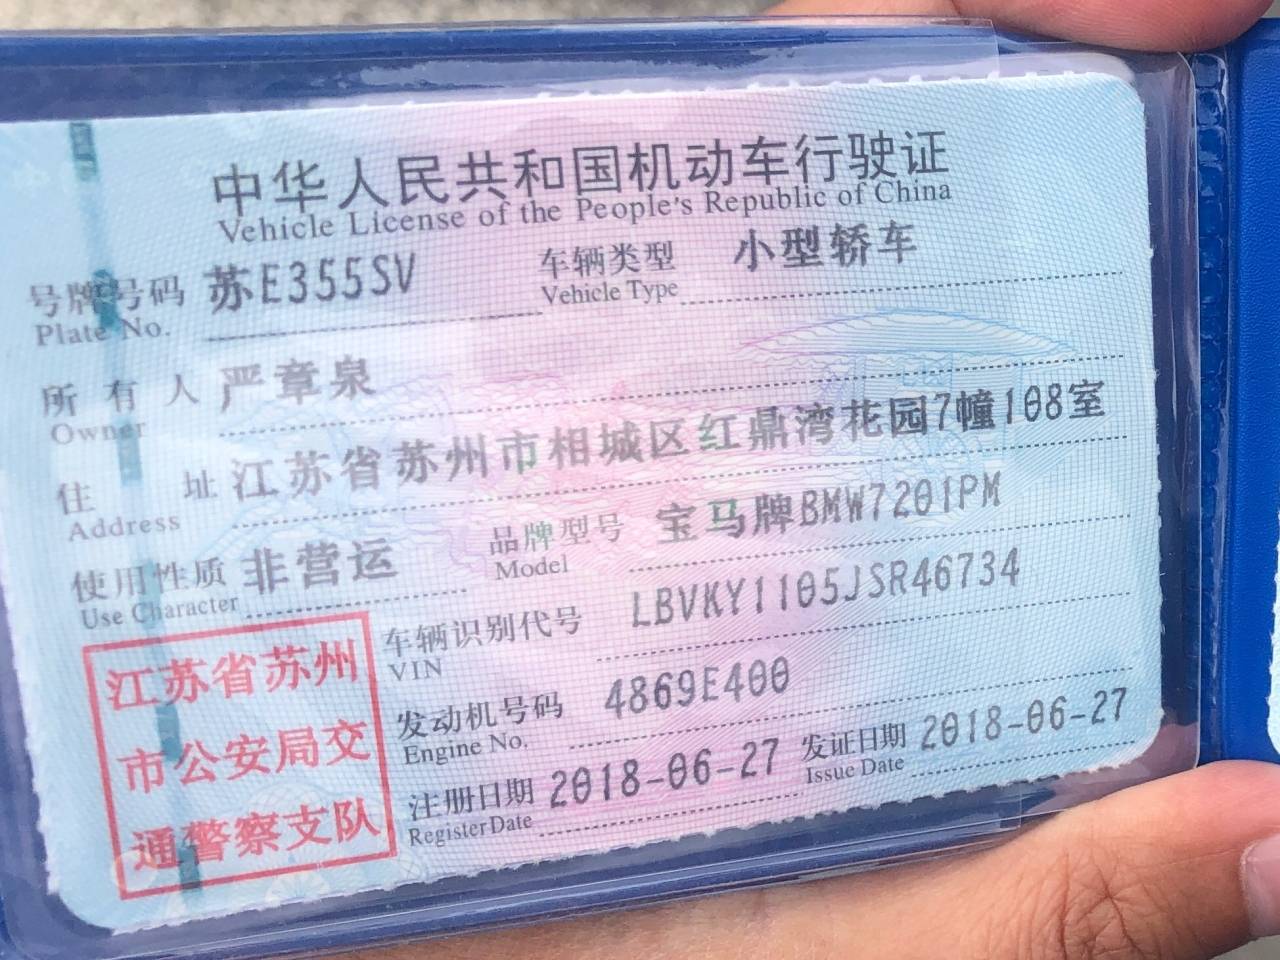 中华人民共和国机动车行驶证
Vehicle License of the People's Republic of China
号牌号码 苏E355SV 车辆类型 小型轿车
Plate No. Vehicle Type
所有人 严章泉
Owner
住址 江苏省苏州市相城区红鼎湾花园7幢108室
Address
使用性质 非营运 品牌型号 宝马牌BMW7201PM
Use Character Model
车辆识别代号 LBVKY1105JSR46734
VIN
发动机号码 4869E400
Engine No.
注册日期 2018-06-27 发证日期 2018-06-27
Register Date Issue Date
江苏省苏州
市公安局交
通警察支队